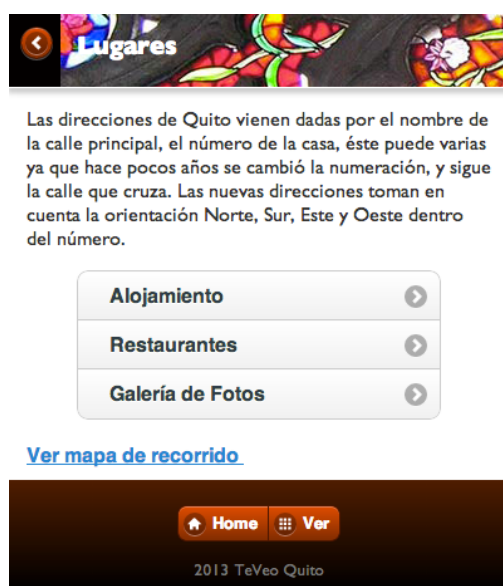 Lugares
Las direcciones de Quito vienen dadas por el nombre de
la calle principal, el número de la casa, éste puede varias
ya que hace pocos años se cambió la numeración, y sigue
la calle que cruza. Las nuevas direcciones toman en
cuenta la orientación Norte, Sur, Este y Oeste dentro
del número.
Alojamiento
Restaurantes
Galería de Fotos
Ver mapa de recorrido
Home Ver
2013 TeVeo Quito